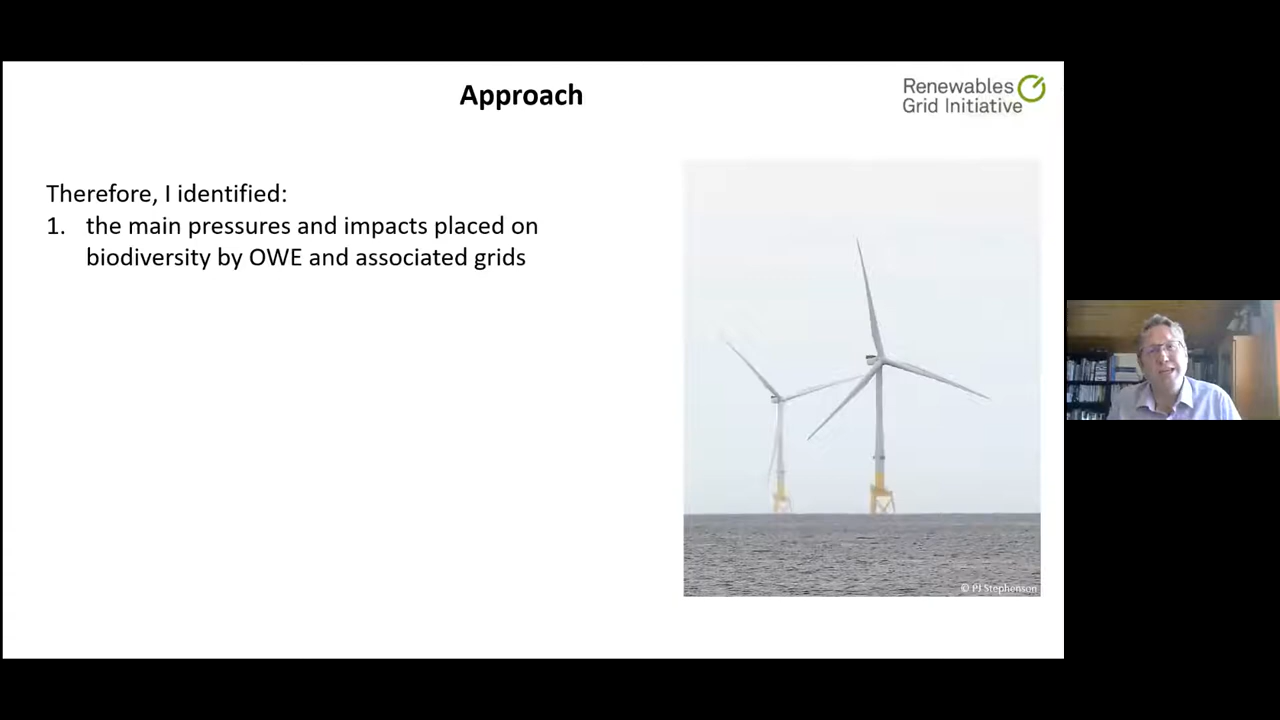 Approach
Renewables
Grid Initiative
Therefore, I identified:
1. the main pressures and impacts placed on
biodiversity by OWE and associated grids
© PJ Stephenson